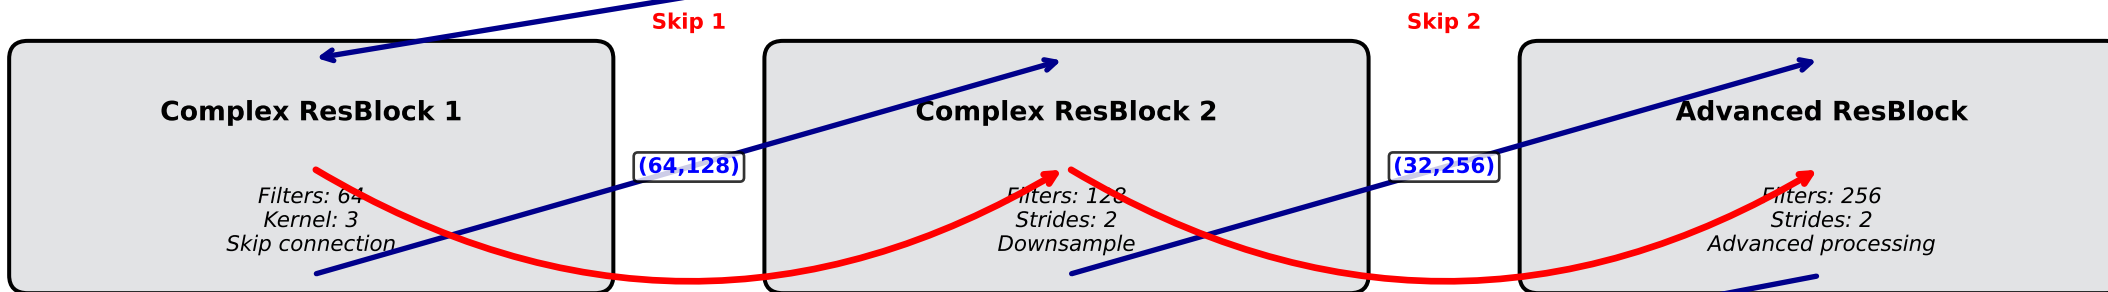 Skip 1
Skip 2
Complex ResBlock 1
Complex ResBlock 2
Advanced ResBlock
(64,128)
(32,256)
Filters: 64
Kernel: 3
Skip connection
Filters: 128
Strides: 2
Downsample
Filters: 256
Strides: 2
Advanced processing